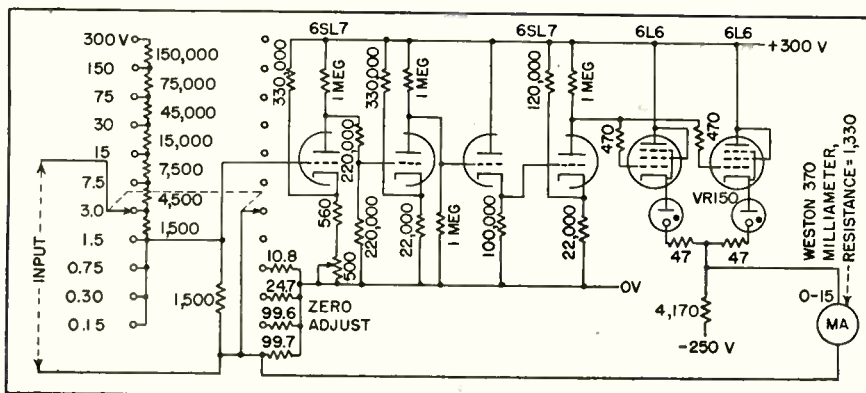 300 V
150,000
150
75,000
75
45,000
30
15,000
15
7,500
7.5
4,500
3.0
1,500
1.5
0.75
0.30
0.15
INPUT
1,500
10.8
24.7
99.6
99.7
ZERO
ADJUST
330,000
6SL7
1 MEG
220,000
560
500
220,000
330,000
1 MEG
22,000
1 MEG
100,000
6SL7
120,000
1 MEG
22,000
0V
6L6
6L6
+300 V
470
470
VR150
47
47
4,170
-250 V
WESTON 370
MILLIAMETER,
RESISTANCE=1,330
0-15
MA